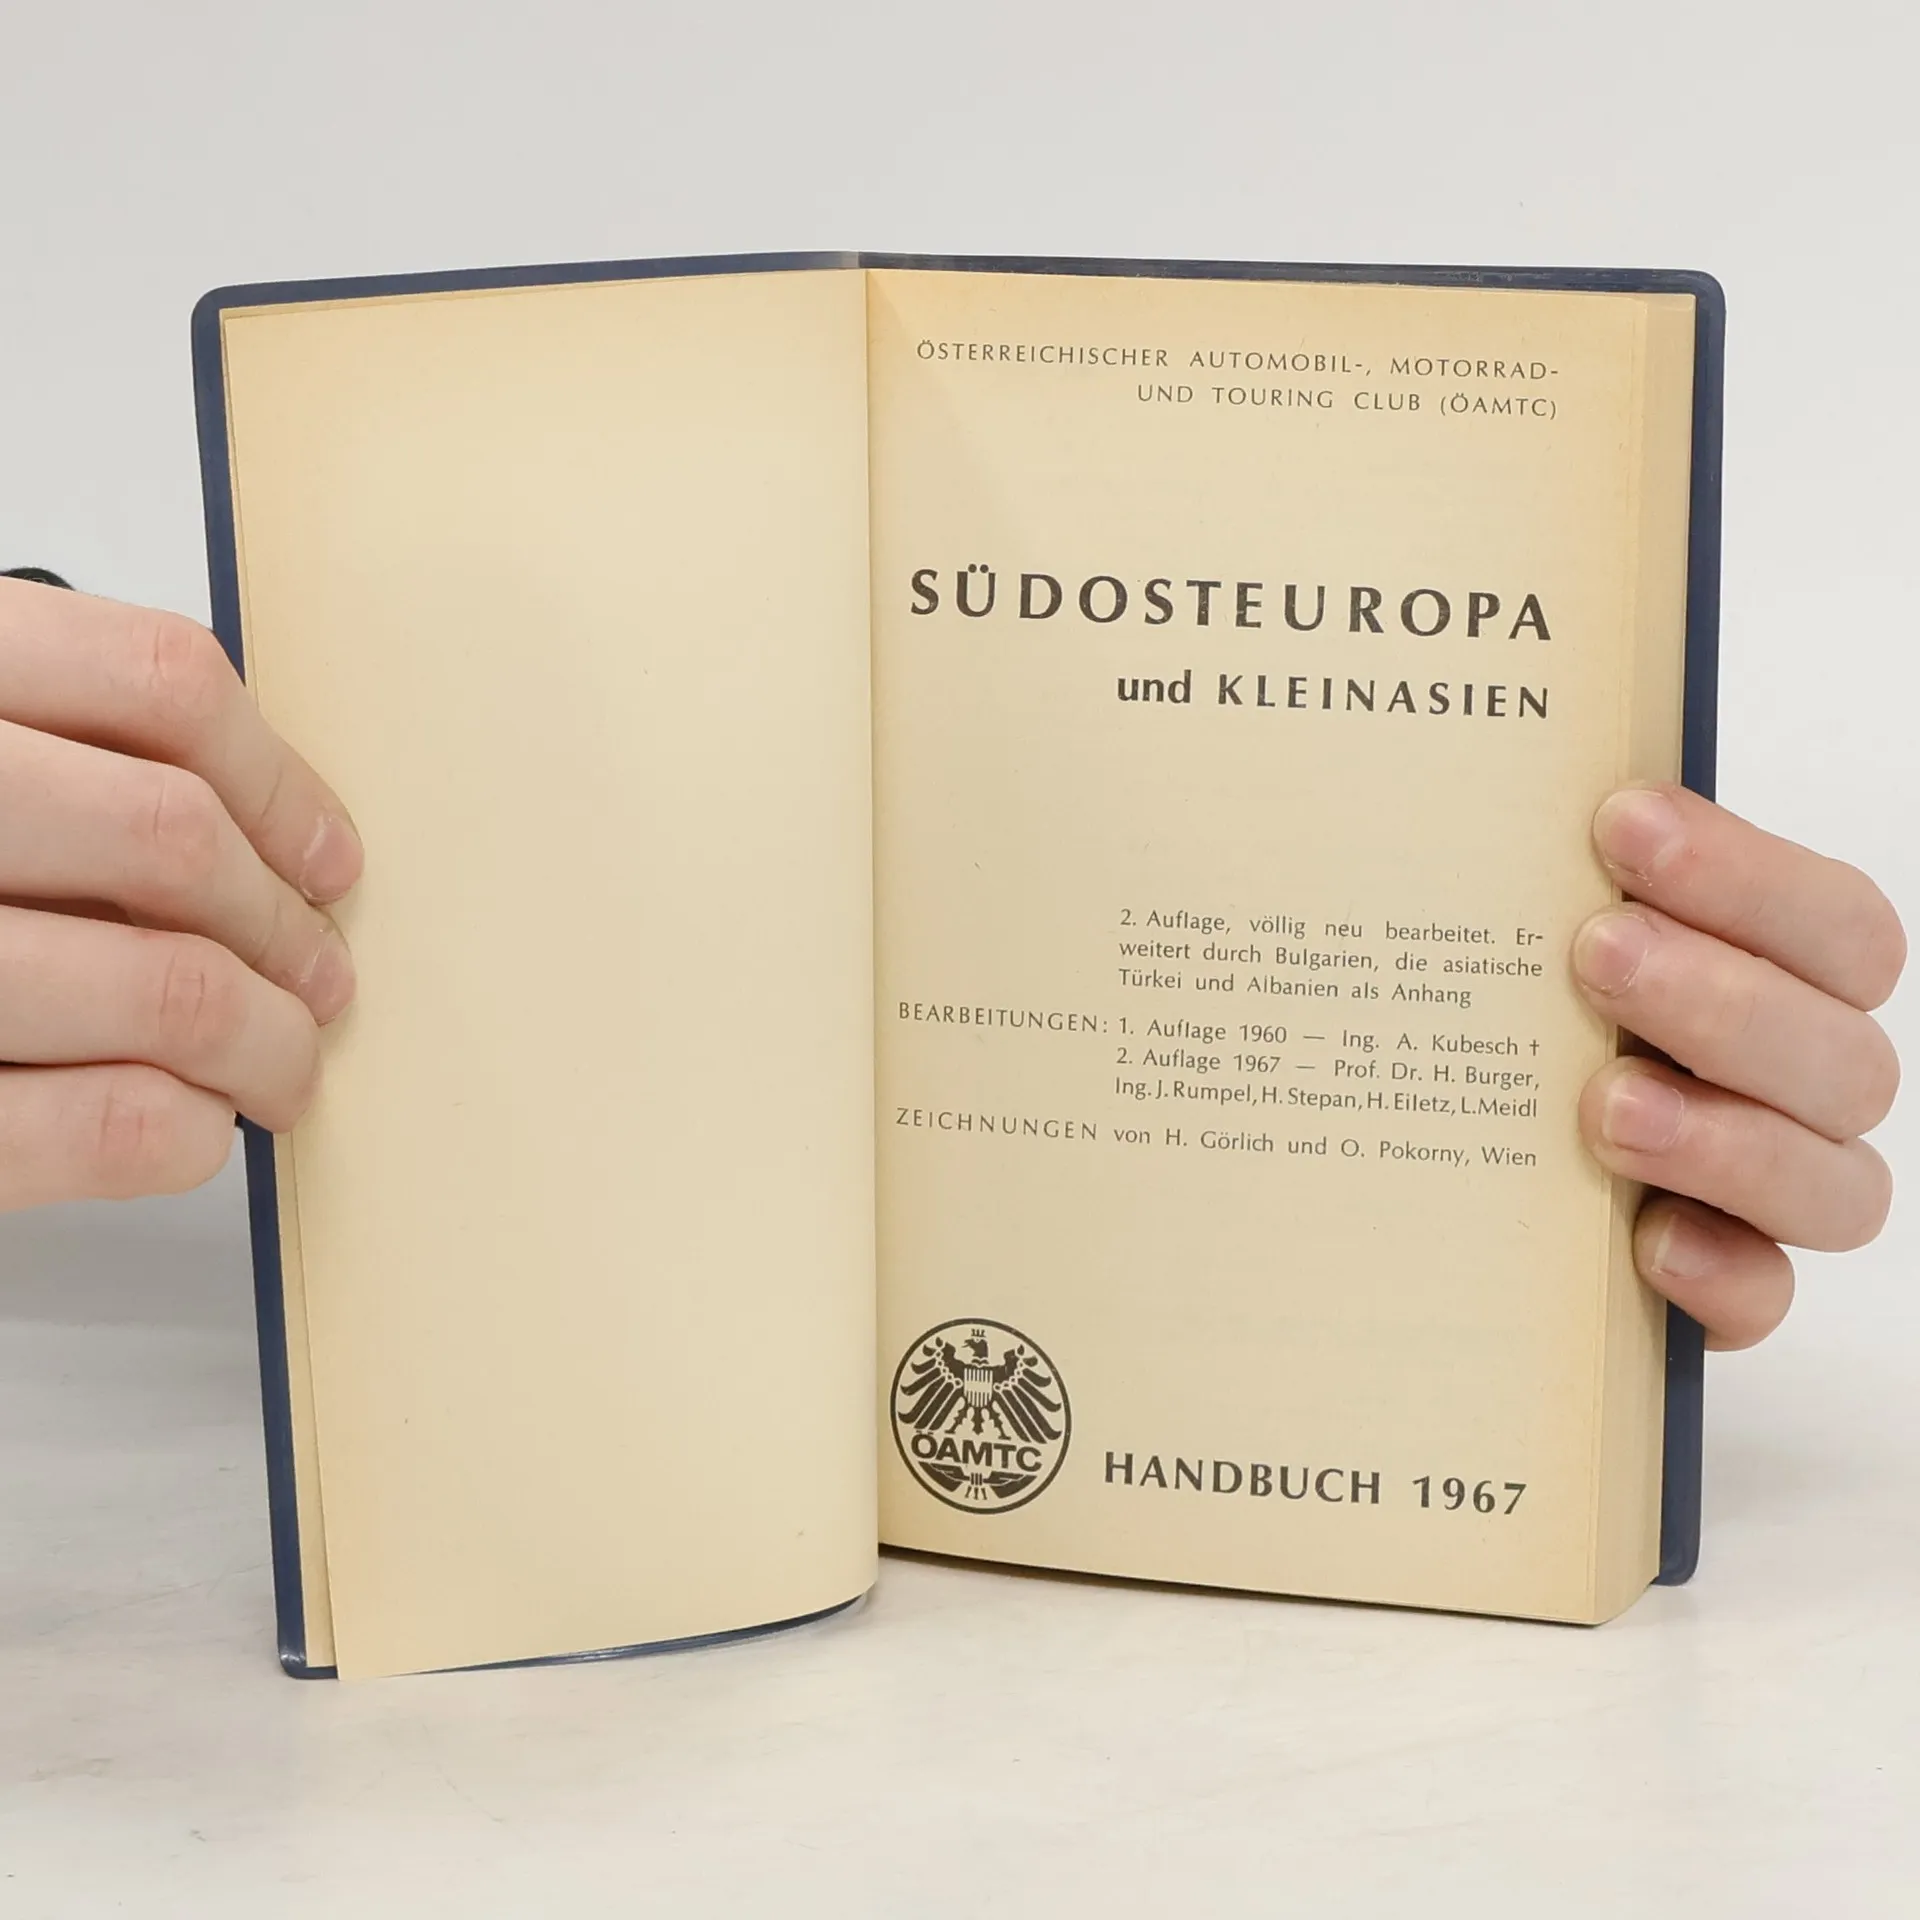 ÖSTERREICHISCHER AUTOMOBIL-, MOTORRAD-
UND TOURING CLUB (ÖAMTC)
SÜDOSTEUROPA
und KLEINASIEN
2. Auflage, völlig neu bearbeitet. Er-
weitert durch Bulgarien, die asiatische
Türkei und Albanien als Anhang
BEARBEITUNGEN: 1. Auflage 1960 — Ing. A. Kubesch †
2. Auflage 1967 — Prof. Dr. H. Burger,
Ing. J. Rumpel, H. Stepan, H. Eiletz, L. Meidl
ZEICHNUNGEN von H. Görlich und O. Pokorny, Wien
ÖAMTC
HANDBUCH 1967